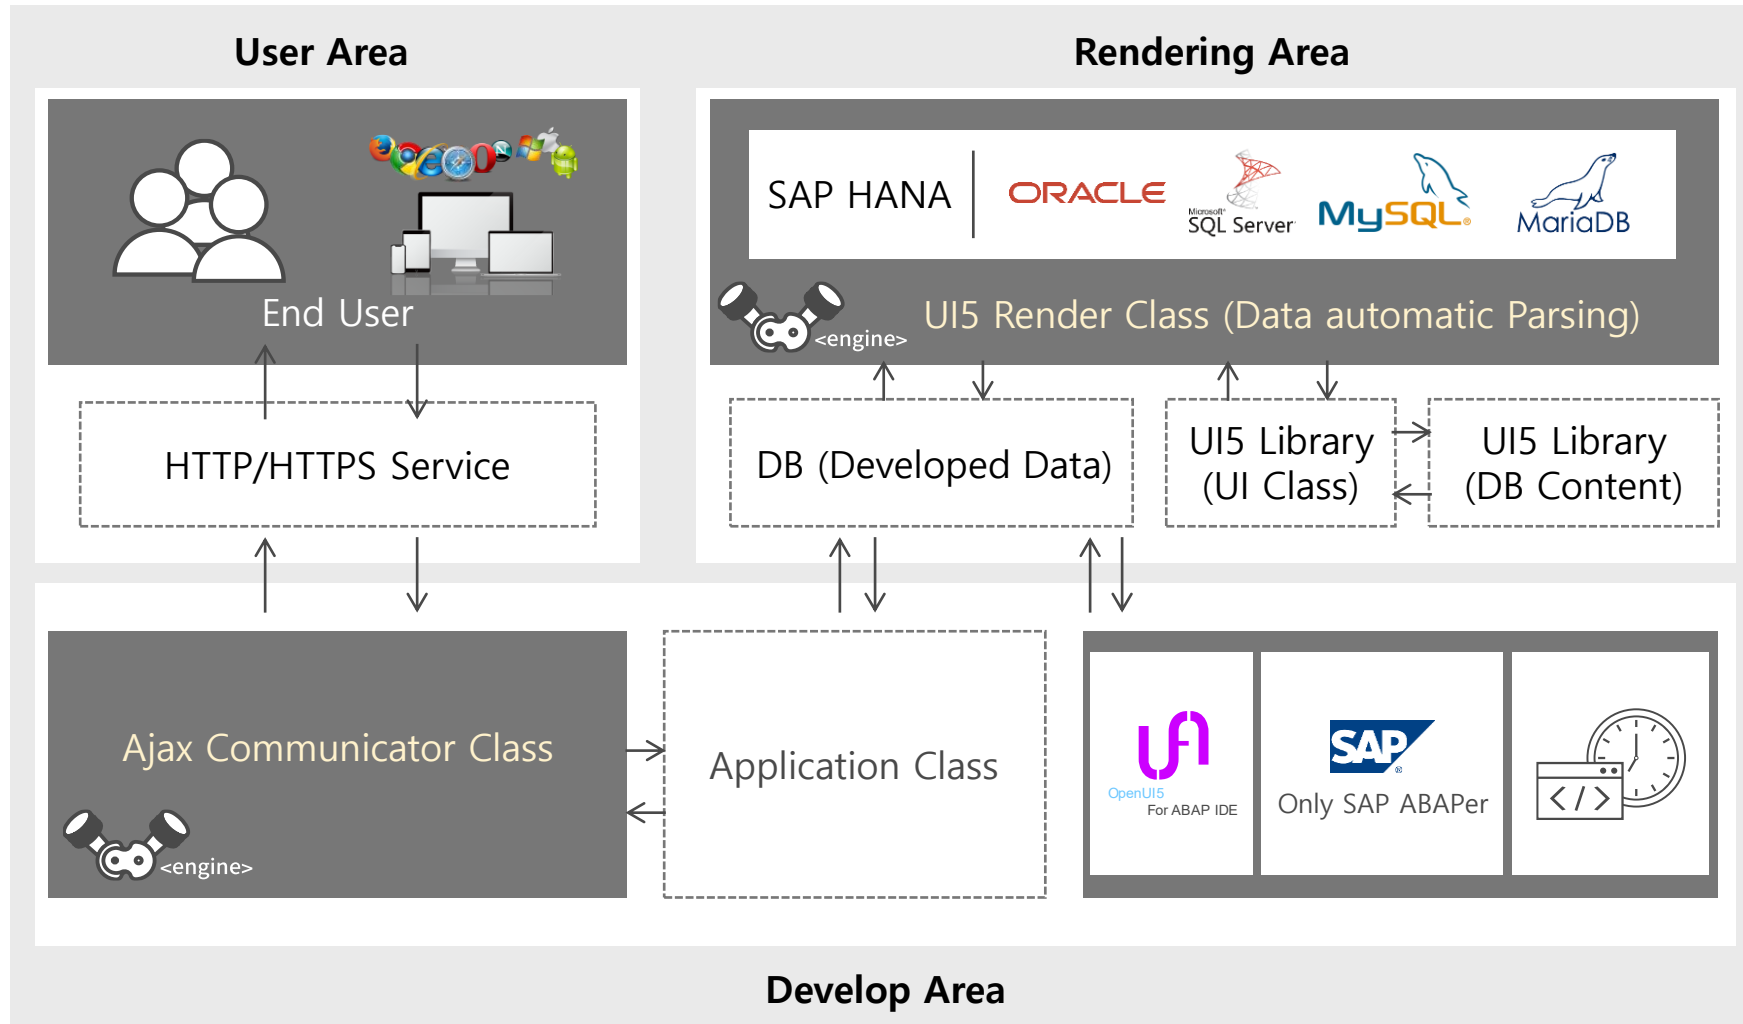 User Area
Rendering Area
End User
SAP HANA
ORACLE
Microsoft®
SQL Server
MySQL®
MariaDB
<engine>
UI5 Render Class (Data automatic Parsing)
HTTP/HTTPS Service
DB (Developed Data)
UI5 Library
(UI Class)
UI5 Library
(DB Content)
Ajax Communicator Class
<engine>
Application Class
OpenUI5
For ABAP IDE
SAP®
Only SAP ABAPer
</>
Develop Area